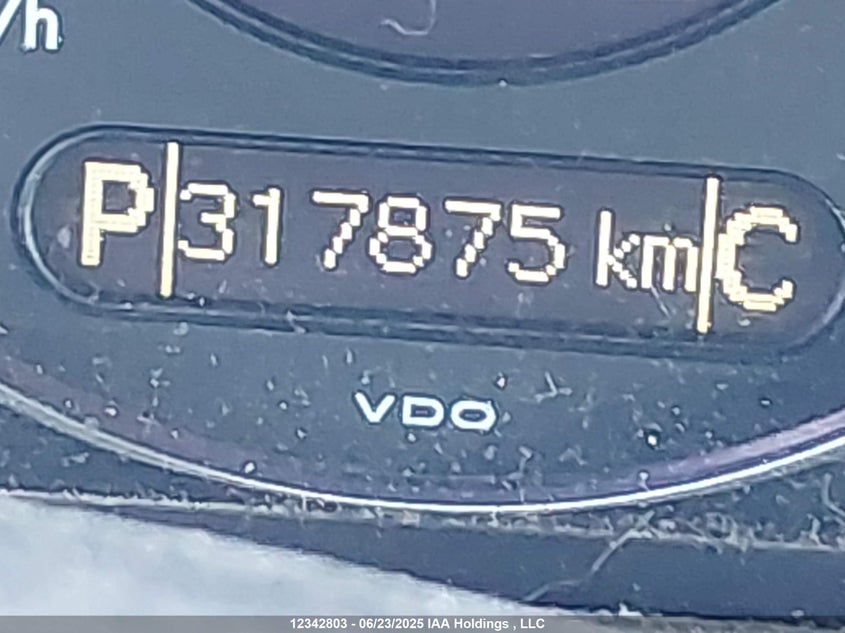 /h
P|317875 km|C
VDO
12342803 - 06/23/2025 IAA Holdings , LLC